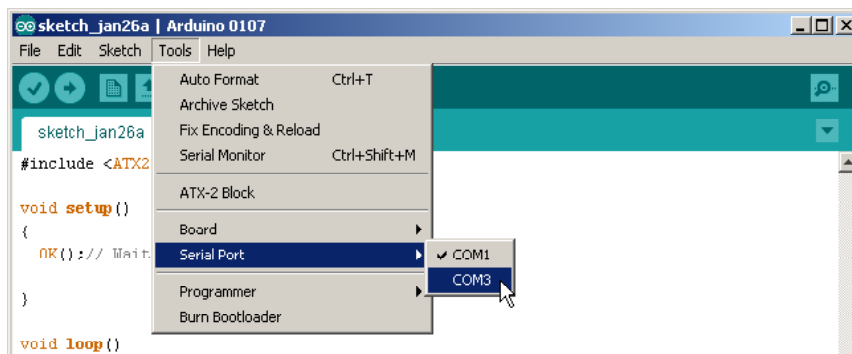 sketch_jan26a | Arduino 0107
File Edit Sketch Tools Help
Auto Format Ctrl+T
Archive Sketch
sketch_jan26a
Fix Encoding & Reload
Serial Monitor Ctrl+Shift+M
#include <ATX2
ATX-2 Block
void setup()
{
Board
OK();// Wait
Serial Port
COM1
COM3
}
Programmer
Burn Bootloader
void loop()